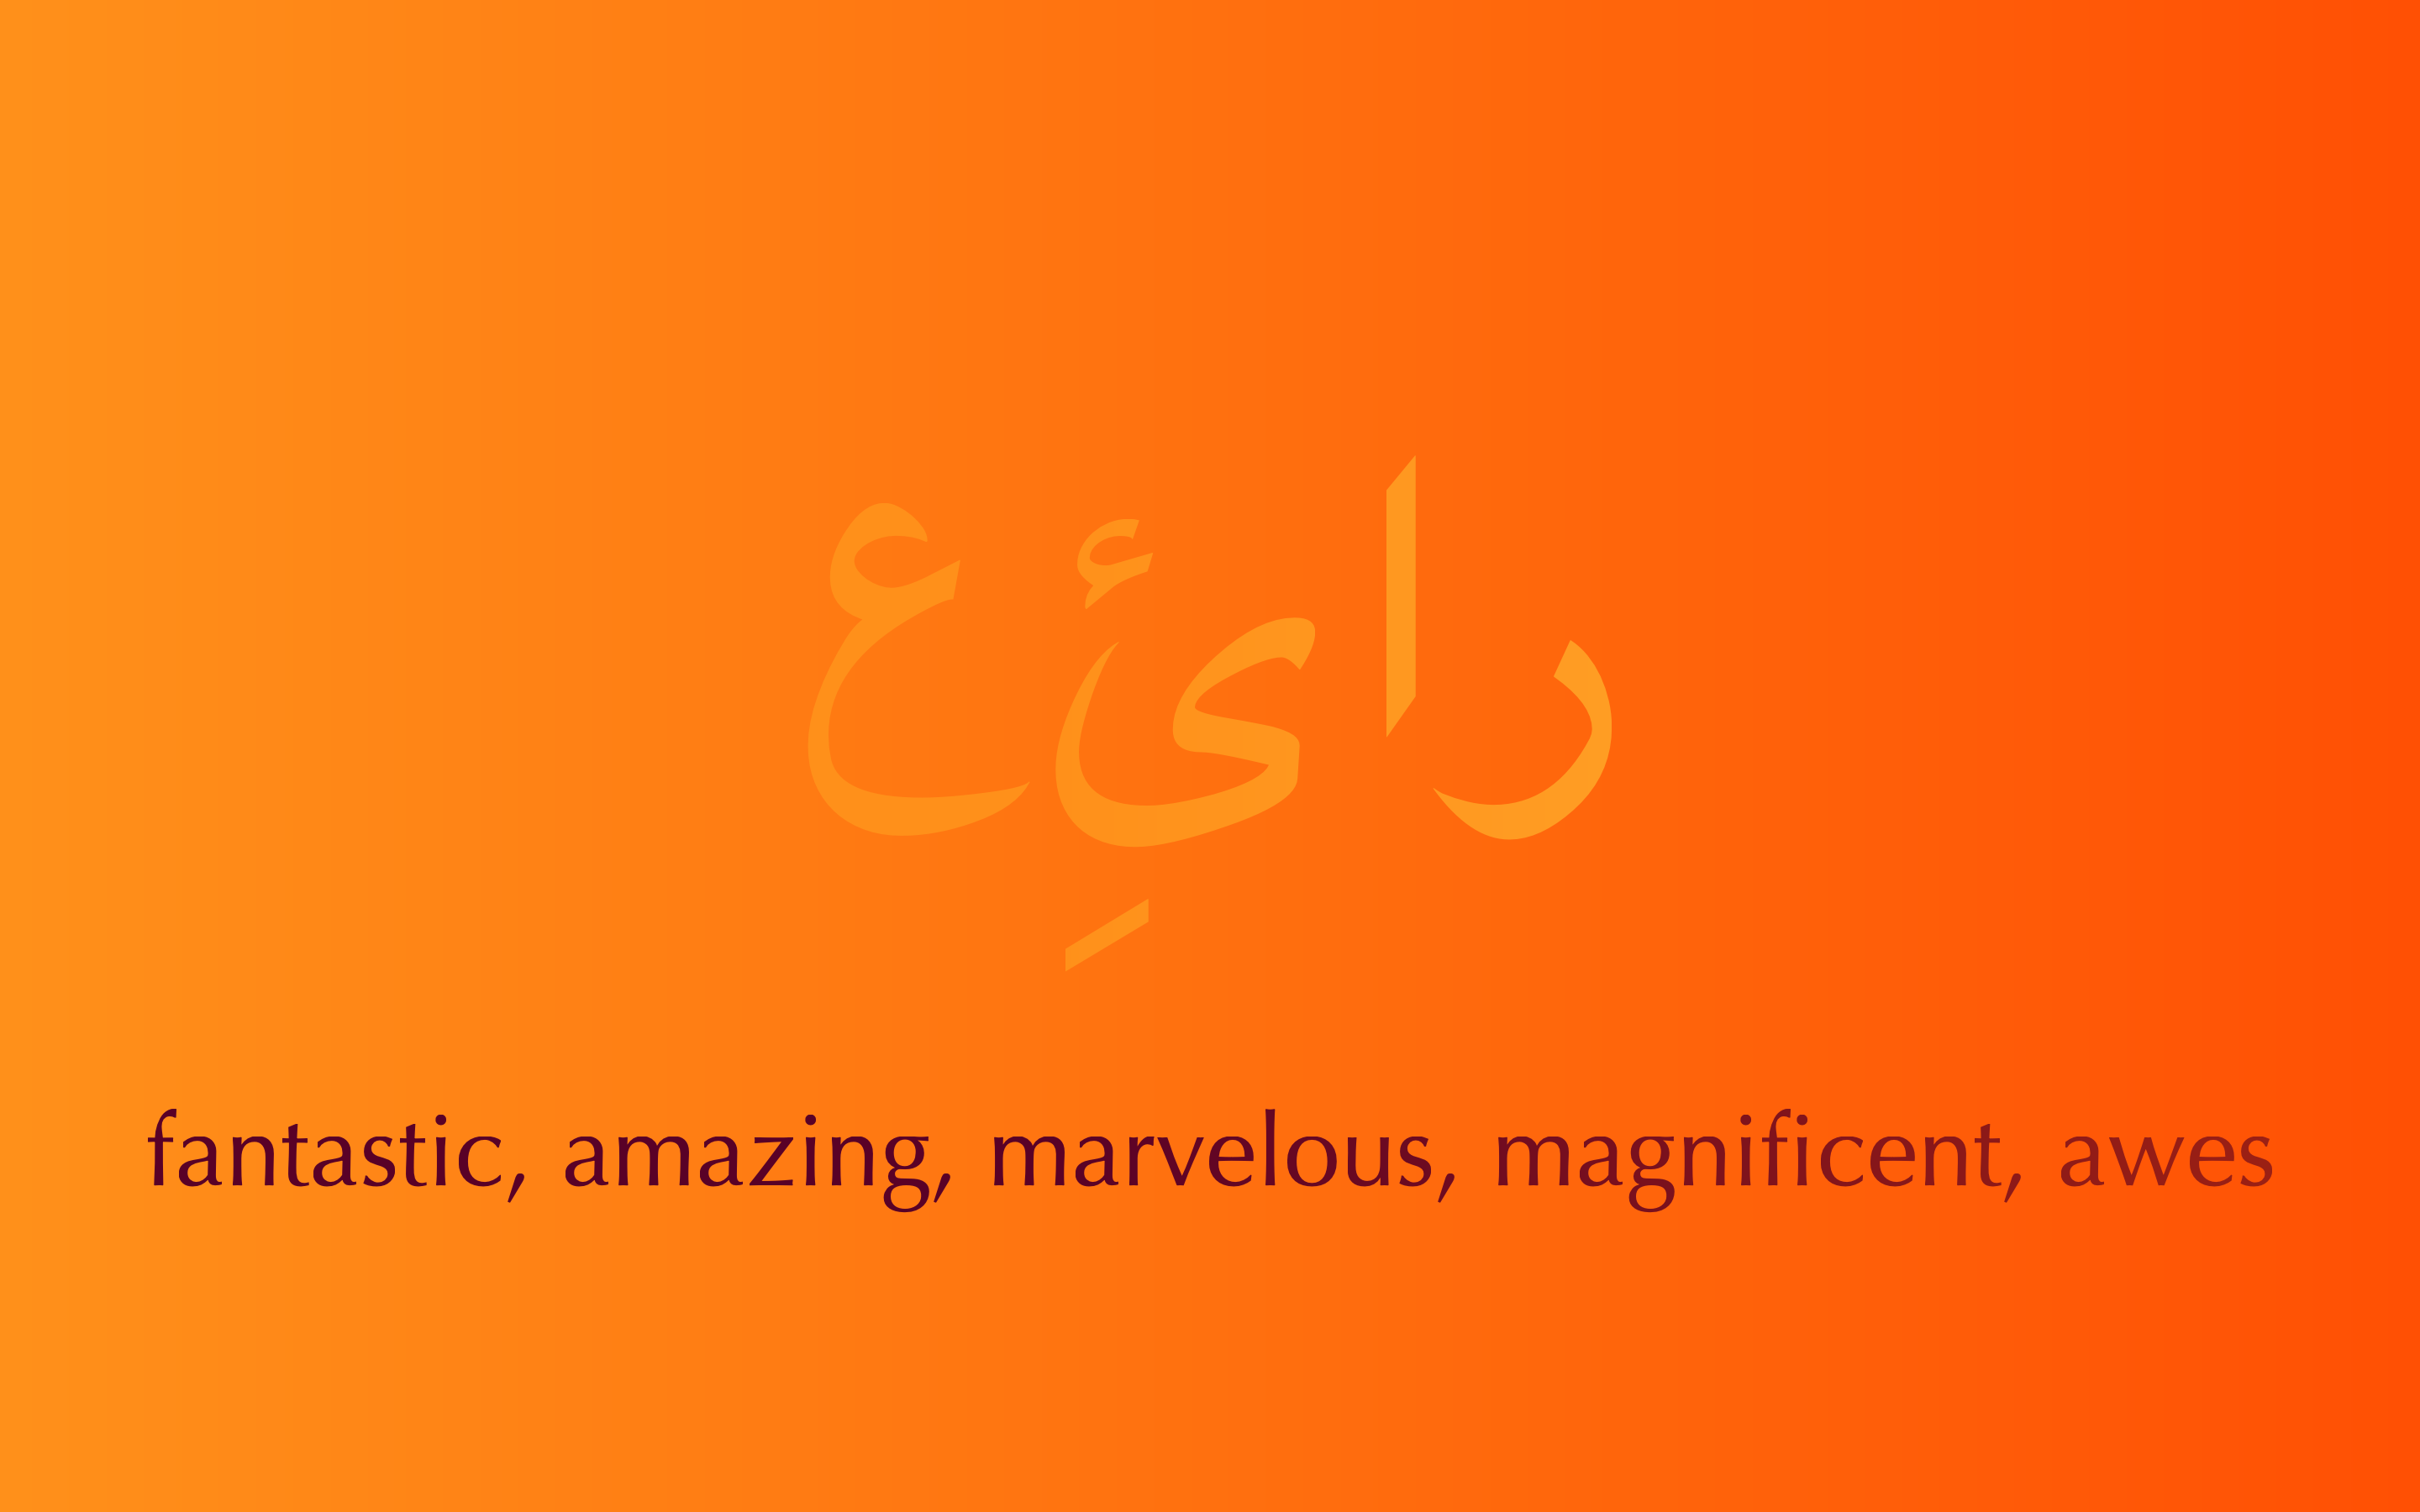 رائِع
fantastic, amazing, marvelous, magnificent, awes